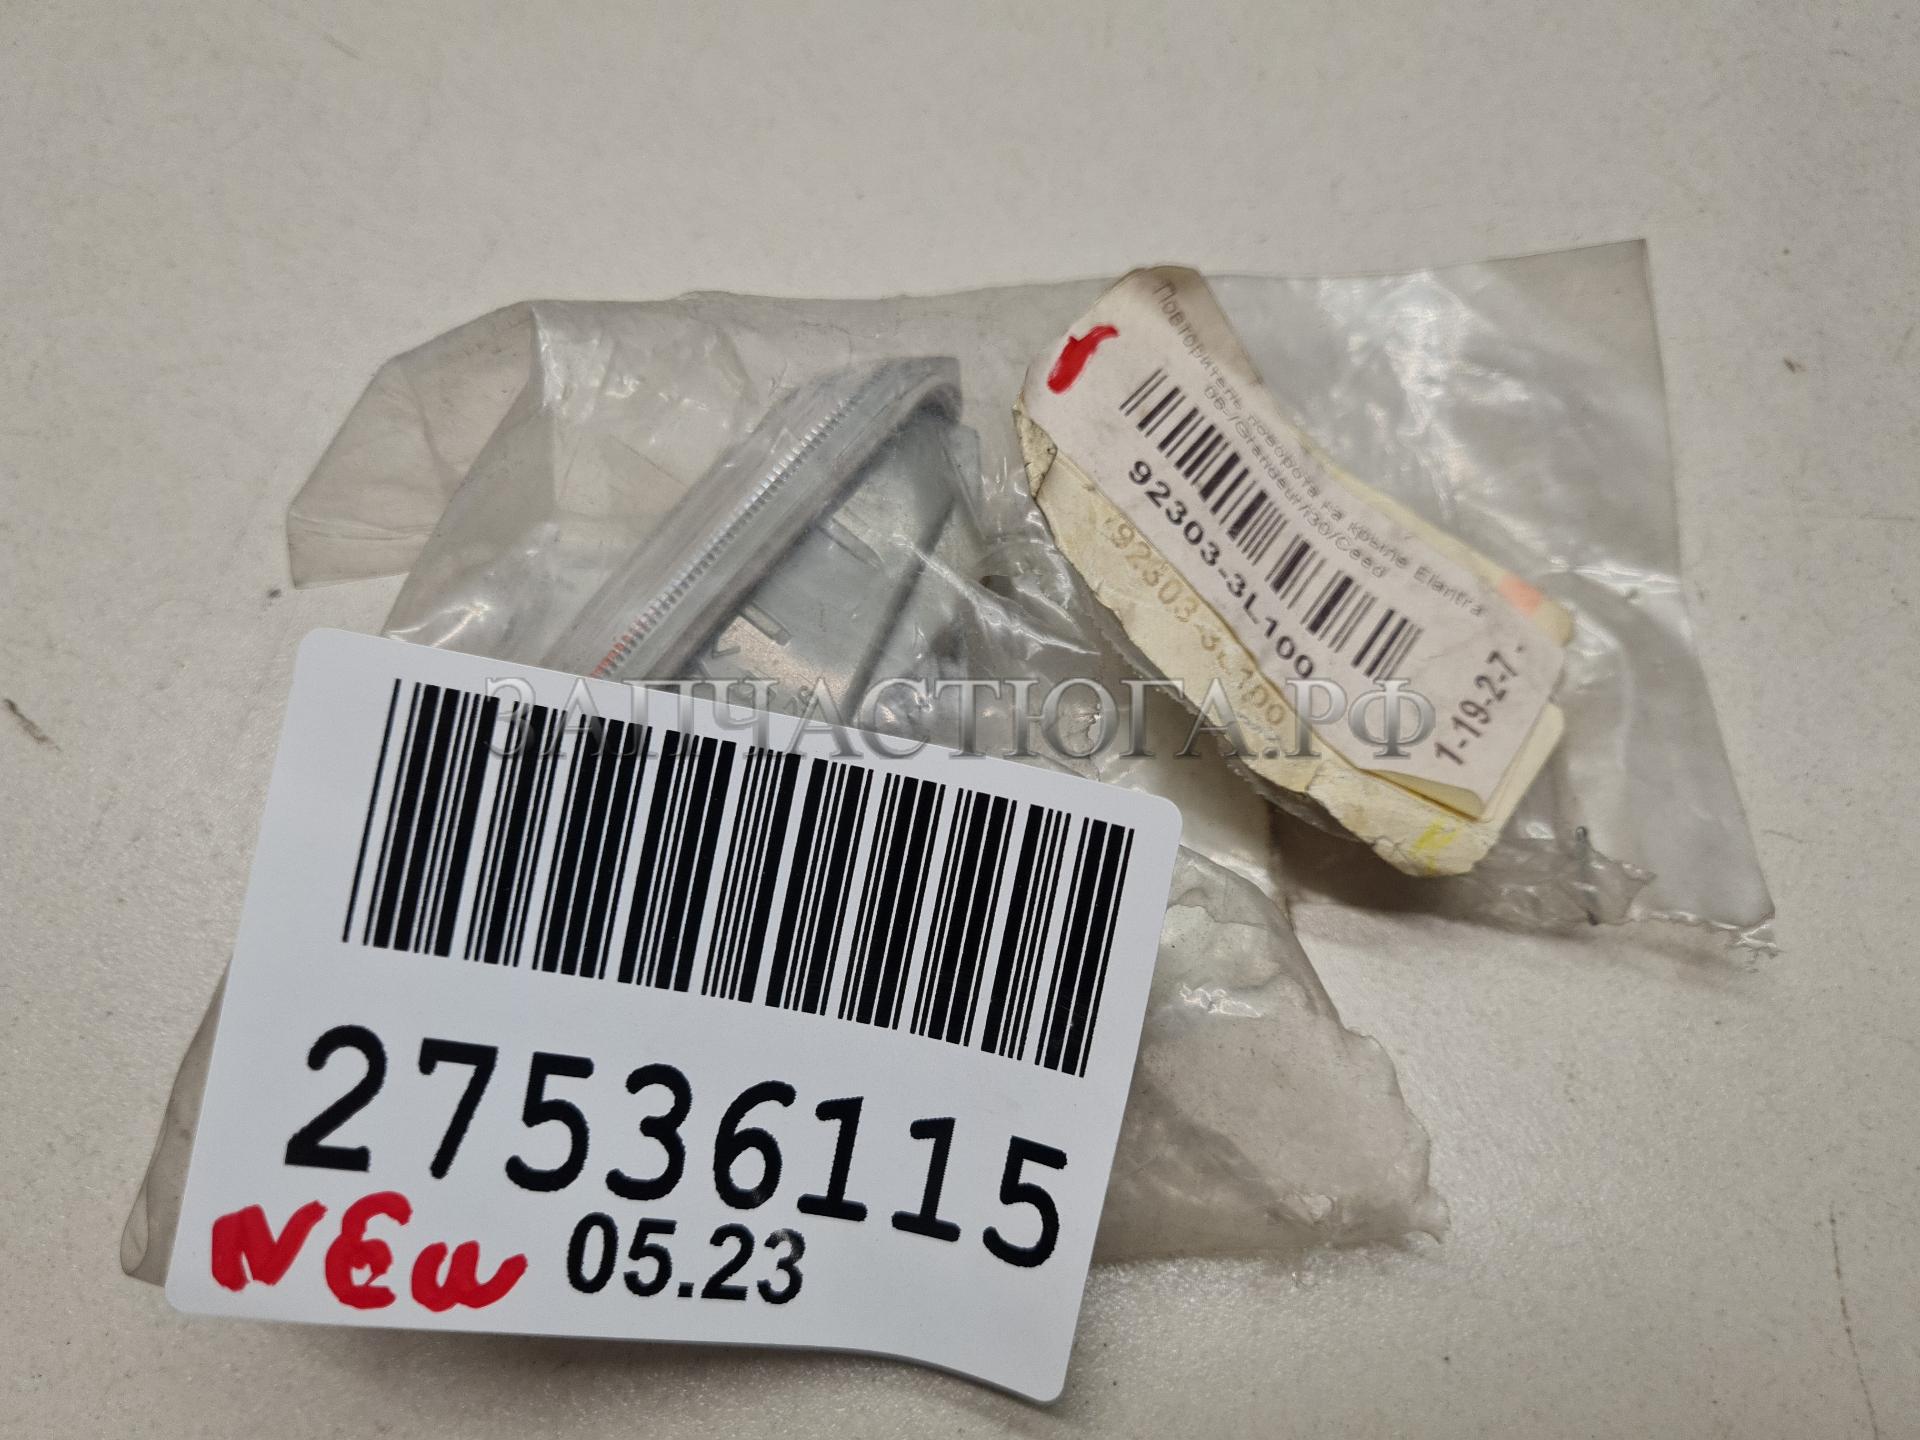 Повторитель поворота на крыле Elantra
06-/Grandeur/i30/Ceed
92303-3L100
1-19-2-7
92303-3L100
ЗАПЧАСТЮГА.РФ
27536115
NEW 05.23